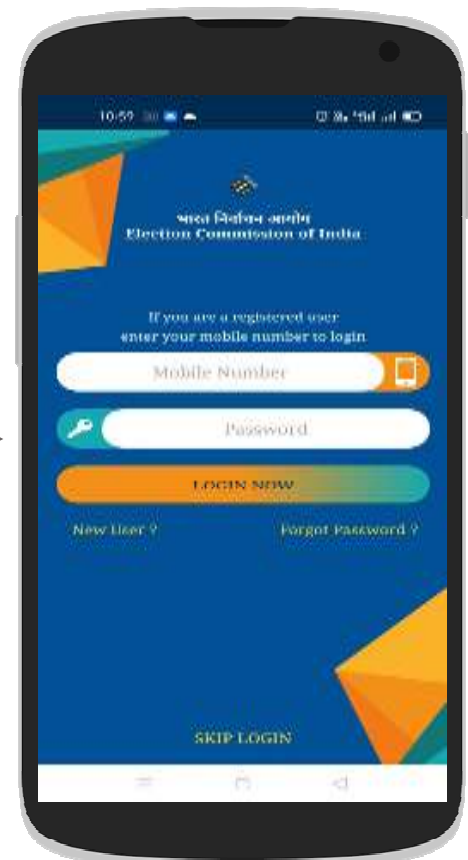 10:59
भारत निर्वाचन आयोग
Election Commission of India
If you are a registered user
enter your mobile number to login
Mobile Number
Password
LOGIN NOW
New User ?
Forgot Password ?
SKIP LOGIN